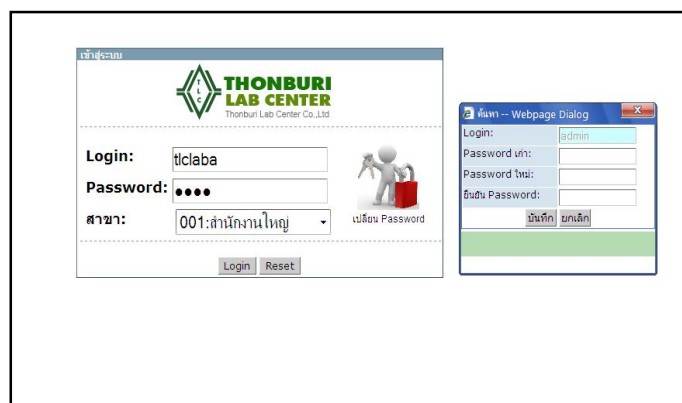 เข้าสู่ระบบ
TLC
THONBURI
LAB CENTER
Thonburi Lab Center Co.,Ltd
Login: tlclaba
Password: ●●●●
สาขา: 001:สำนักงานใหญ่
เปลี่ยน Password
Login Reset
ค้นหา -- Webpage Dialog
Login: admin
Password เก่า:
Password ใหม่:
ยืนยัน Password:
บันทึก ยกเลิก